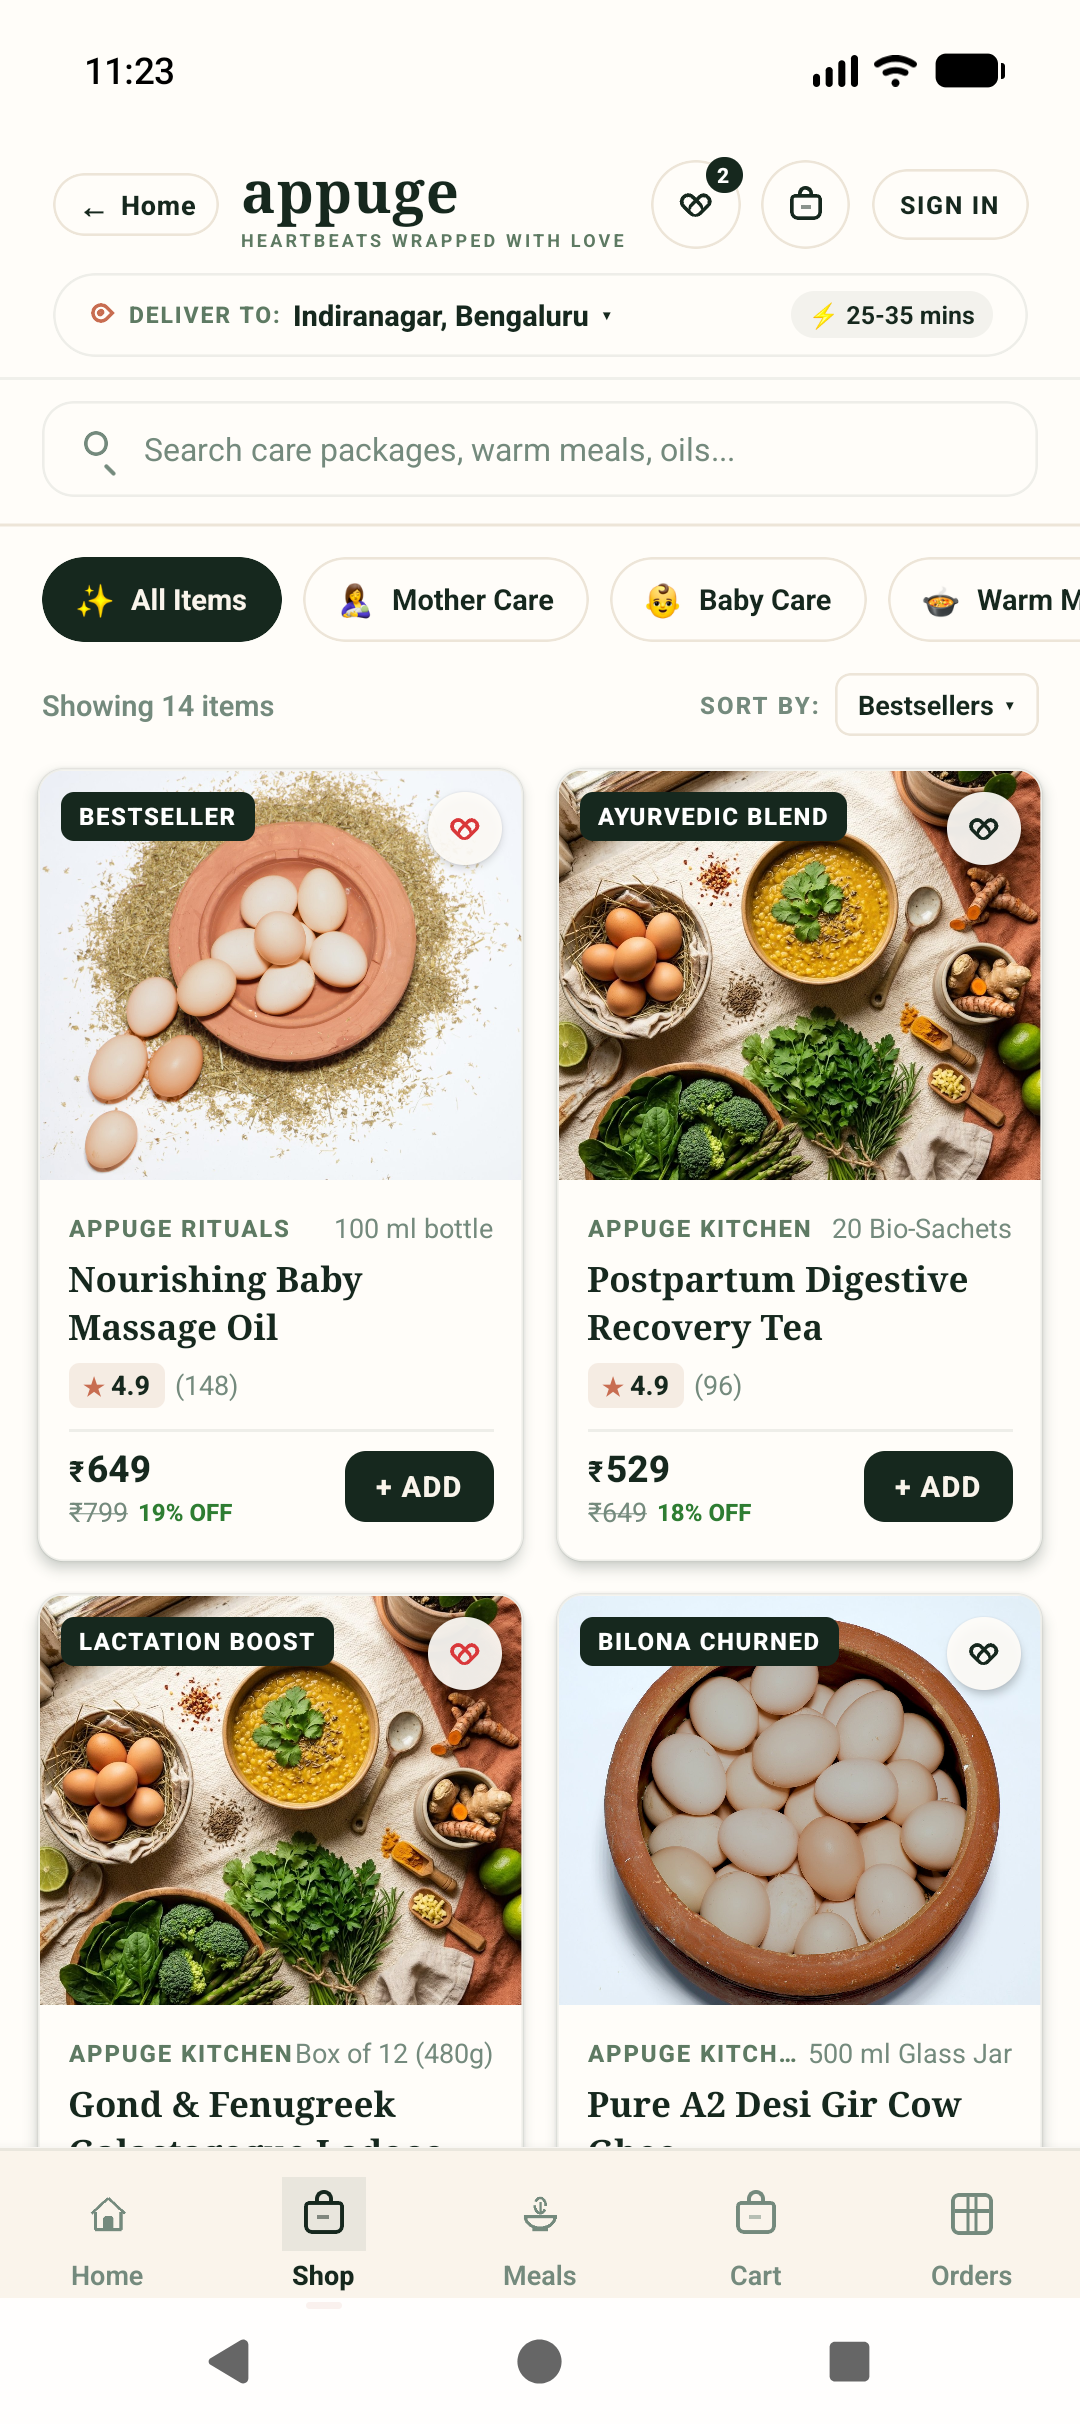 11:23
← Home
appuge
HEARTBEATS WRAPPED WITH LOVE
2
SIGN IN
DELIVER TO: Indiranagar, Bengaluru ▾
⚡ 25-35 mins
Search care packages, warm meals, oils...
✨ All Items
🤱 Mother Care
👶 Baby Care
🍲 Warm M
Showing 14 items
SORT BY: Bestsellers ▾
BESTSELLER
AYURVEDIC BLEND
APPUGE RITUALS 100 ml bottle
Nourishing Baby
Massage Oil
★ 4.9 (148)
₹649
₹799 19% OFF
+ ADD
APPUGE KITCHEN 20 Bio-Sachets
Postpartum Digestive
Recovery Tea
★ 4.9 (96)
₹529
₹649 18% OFF
+ ADD
LACTATION BOOST
BILONA CHURNED
APPUGE KITCHEN Box of 12 (480g)
Gond & Fenugreek
APPUGE KITCH... 500 ml Glass Jar
Pure A2 Desi Gir Cow
Home
Shop
Meals
Cart
Orders